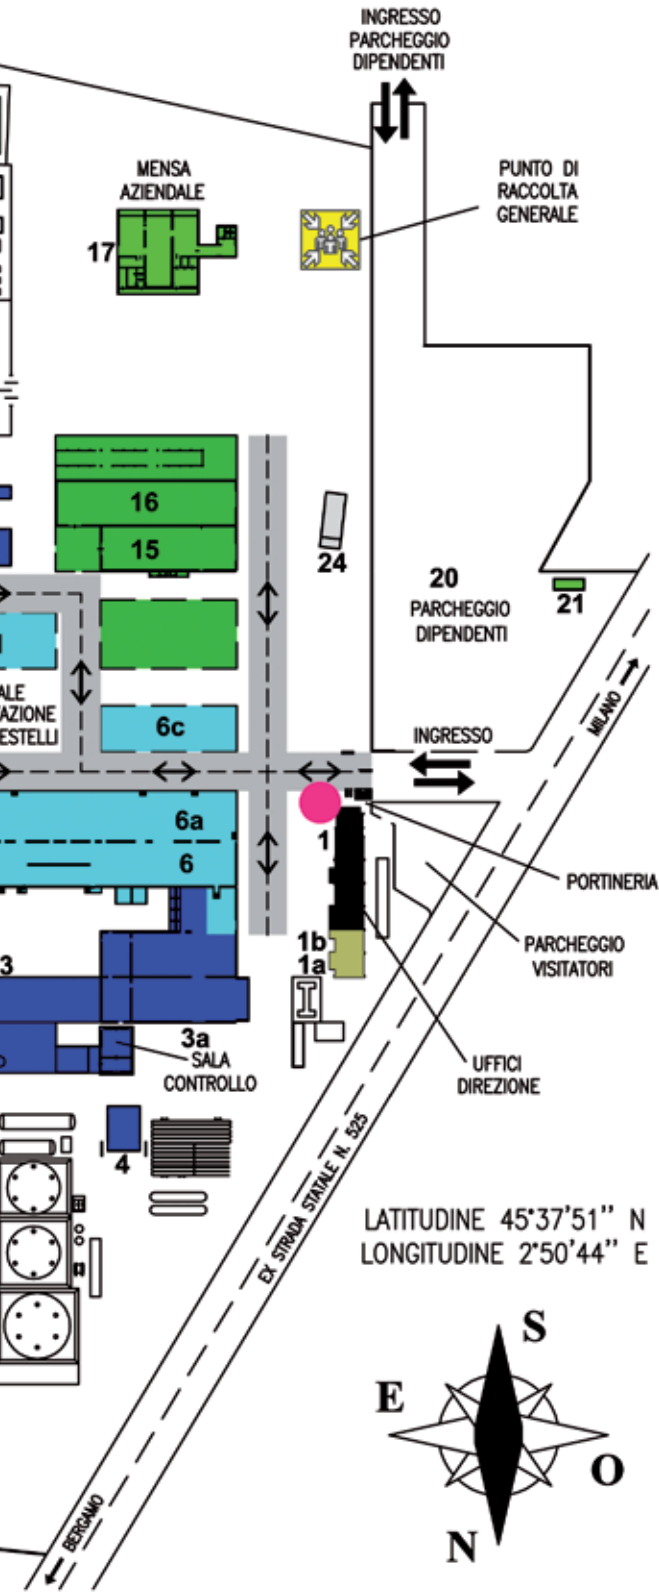 INGRESSO
PARCHEGGIO
DIPENDENTI
MENSA
AZIENDALE
PUNTO DI
RACCOLTA
GENERALE
17
16
15
24
20
PARCHEGGIO
DIPENDENTI
21
ALE
AZIONE
ESTELLI
6c
MILANO
INGRESSO
6a
6
1
PORTINERIA
1b
1a
PARCHEGGIO
VISITATORI
3
3a
SALA
CONTROLLO
UFFICI
DIREZIONE
4
EX STRADA STATALE N. 525
LATITUDINE 45°37'51'' N
LONGITUDINE 2°50'44'' E
S
E
O
N
BERGAMO